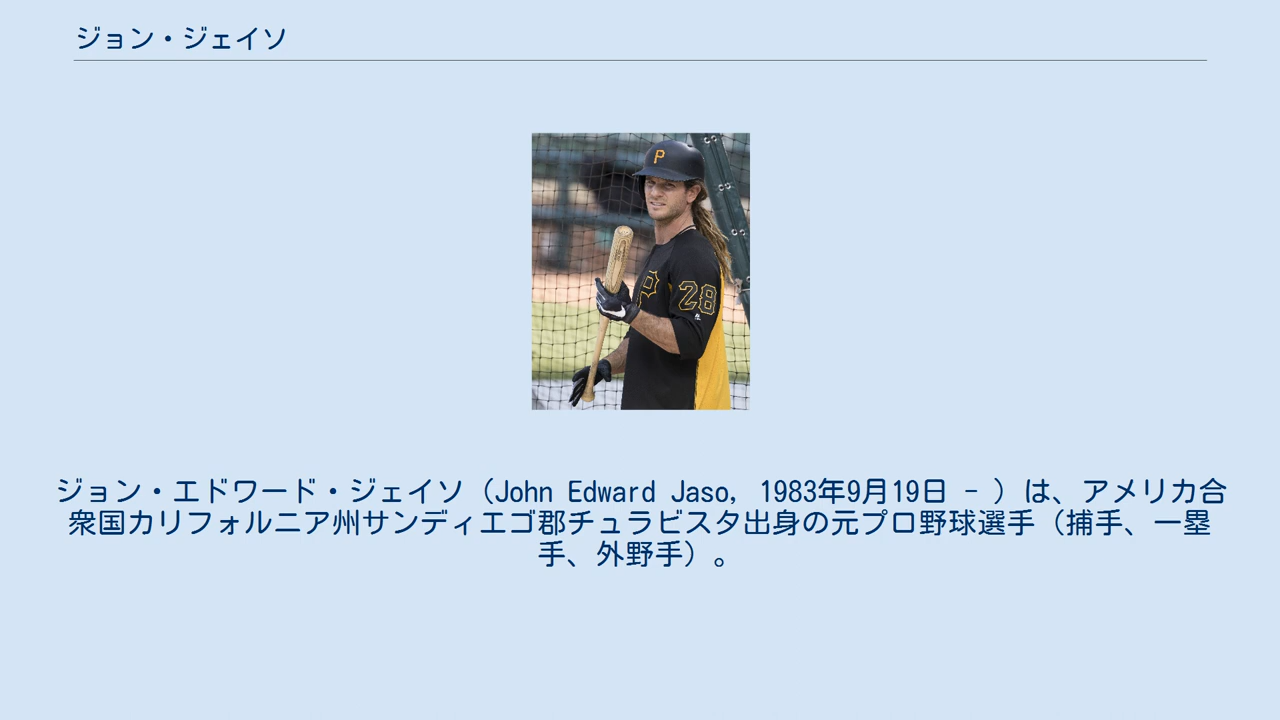 ジョン・ジェイソ
P
P
28
ジョン・エドワード・ジェイソ（John Edward Jaso, 1983年9月19日 - ）は、アメリカ合
衆国カリフォルニア州サンディエゴ郡チュラビスタ出身の元プロ野球選手（捕手、一塁
手、外野手）。